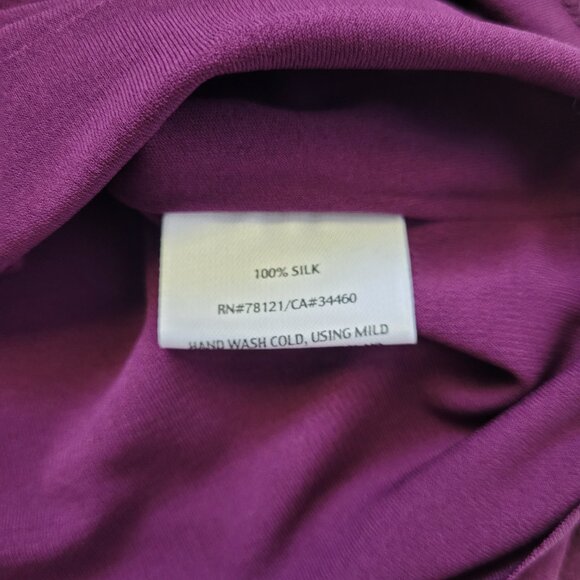 100% SILK
RN#78121/CA#34460
HAND WASH COLD, USING MILD